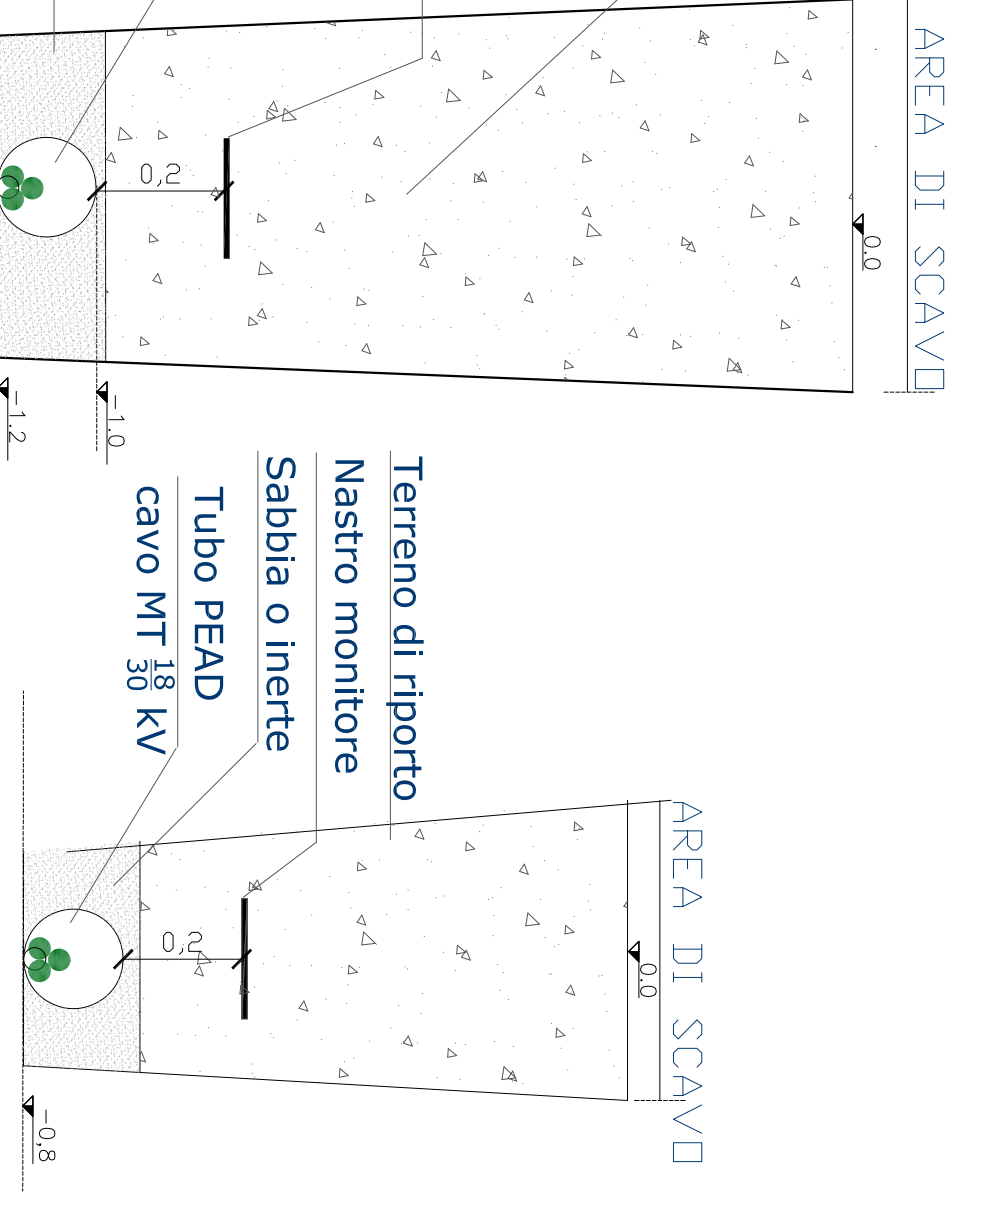 AREA DI SCAVO
0.0
0,2
-1.0
-1.2
Terreno di riporto
Nastro monitore
Sabbia o inerte
Tubo PEAD
cavo MT 18/30 kV
AREA DI SCAVO
0.0
0,2
-0,8